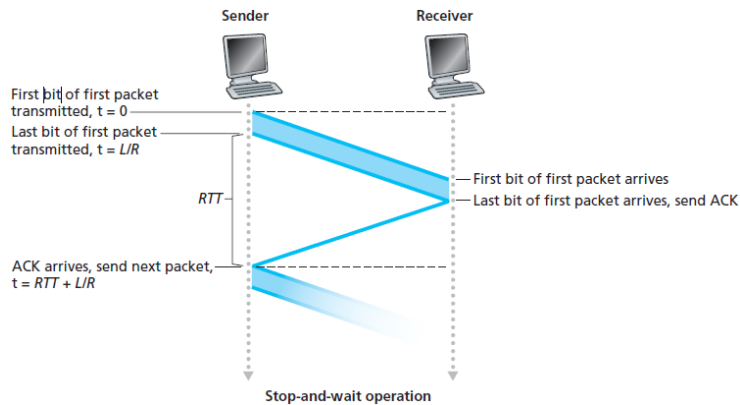 Sender
Receiver
First bit of first packet
transmitted, t = 0
Last bit of first packet
transmitted, t = L/R
First bit of first packet arrives
Last bit of first packet arrives, send ACK
RTT
ACK arrives, send next packet,
t = RTT + L/R
Stop-and-wait operation